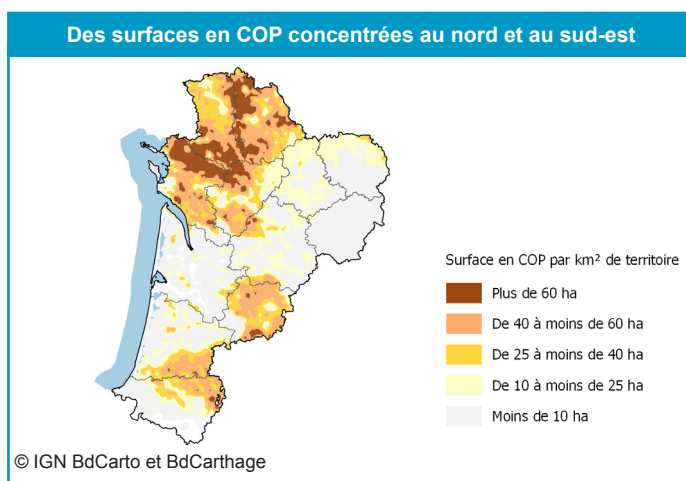 Des surfaces en COP concentrées au nord et au sud-est
Surface en COP par km² de territoire
Plus de 60 ha
De 40 à moins de 60 ha
De 25 à moins de 40 ha
De 10 à moins de 25 ha
Moins de 10 ha
© IGN BdCarto et BdCarthage